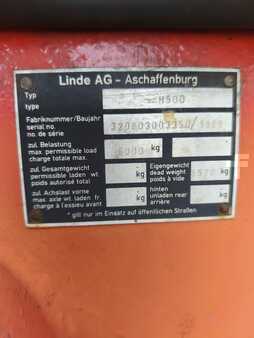 Linde AG - Aschaffenburg
Typ
type
H500
Fabriknummer/Baujahr
serial no.
no. de série
zul. Belastung
max. permissible load kg
charge totale max.
zul. Gesamtgewicht Eigengewicht
permissible laden wt. kg dead weight kg
poids total autorisé poids à vide
zul. Achslast vorne hinten
max. axle wt. laden fr. kg unladen rear kg
charge à l'essieu avant arrière
* gilt nur im Einsatz auf öffentlichen Straßen